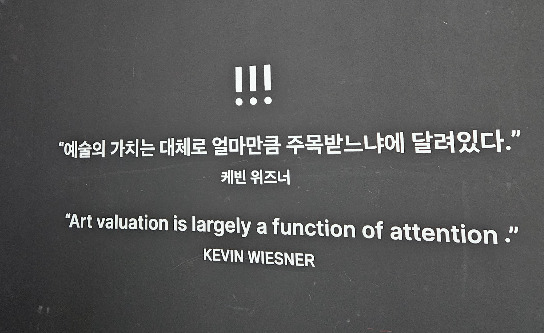 !!!
“예술의 가치는 대체로 얼마만큼 주목받느냐에 달려있다.”
케빈 위즈너
“Art valuation is largely a function of attention .”
KEVIN WIESNER